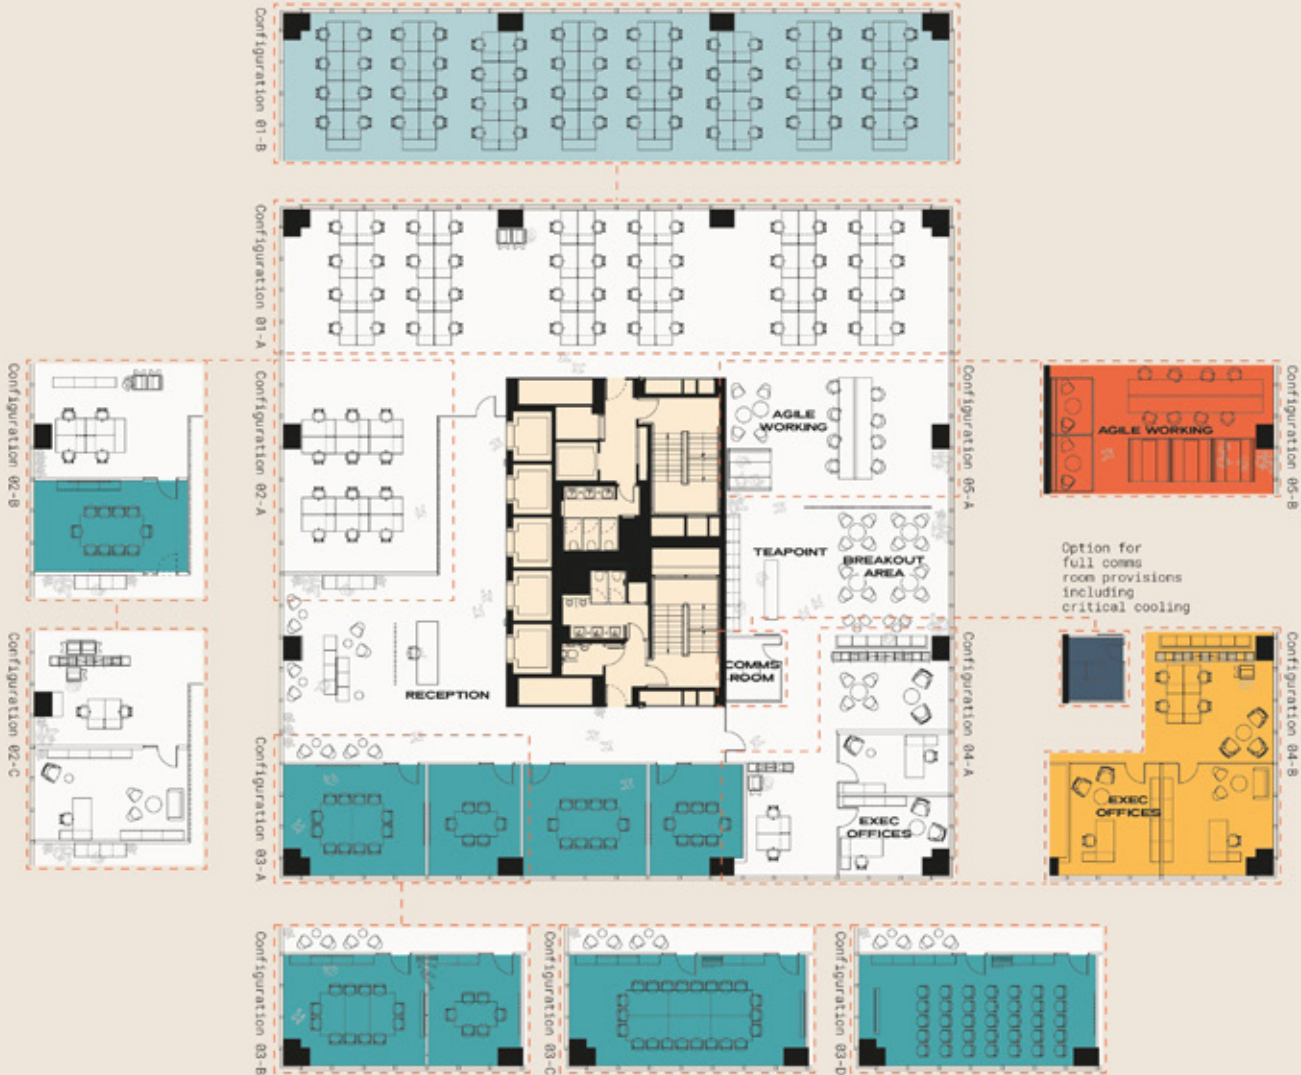 Configuration 01-B
Configuration 01-A
Configuration 02-B
Configuration 02-A
AGILE
WORKING
Configuration 05-A
AGILE WORKING
Configuration 05-B
TEAPOINT
BREAKOUT
AREA
Option for
full comms
room provisions
including
critical cooling
Configuration 02-C
RECEPTION
COMMS
ROOM
Configuration 04-A
Configuration 04-B
EXEC
OFFICES
EXEC
OFFICES
Configuration 03-A
Configuration 03-B
Configuration 03-C
Configuration 03-D